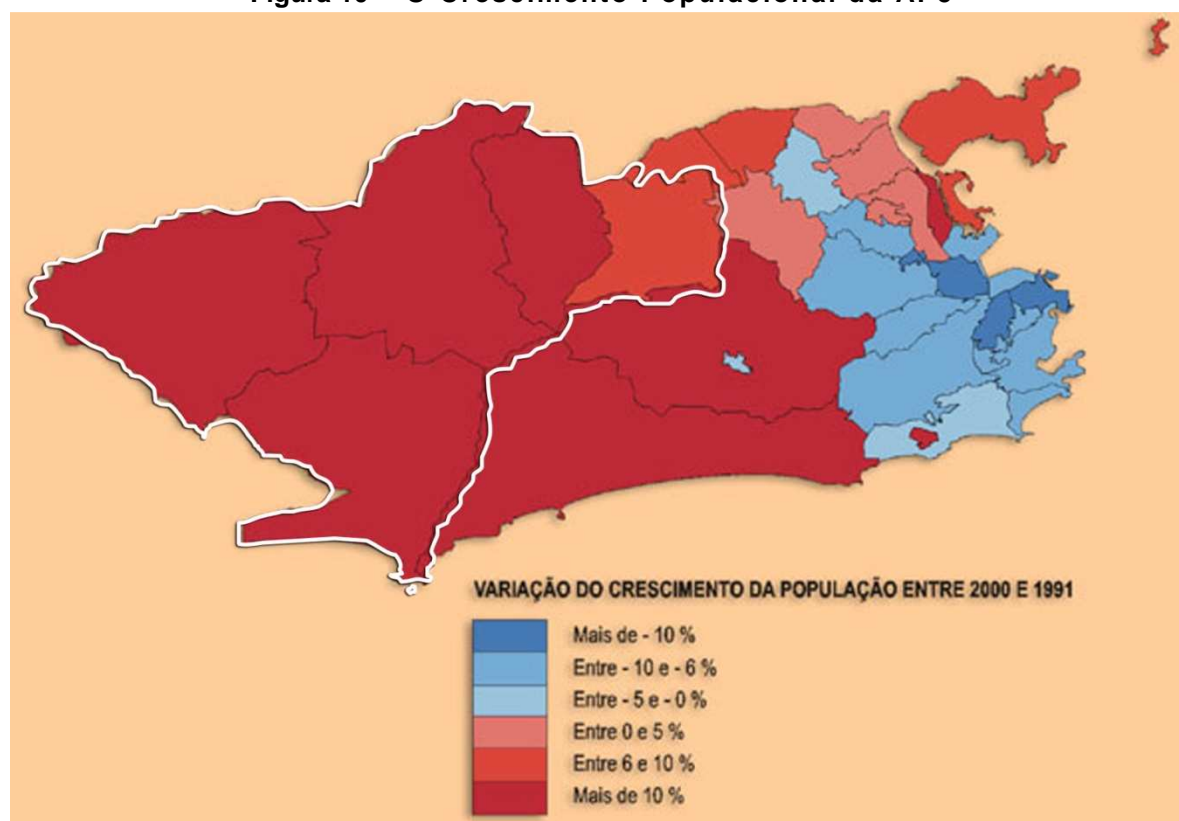 VARIAÇÃO DO CRESCIMENTO DA POPULAÇÃO ENTRE 2000 E 1991
Mais de - 10 %
Entre - 10 e - 6 %
Entre - 5 e - 0 %
Entre 0 e 5 %
Entre 6 e 10 %
Mais de 10 %